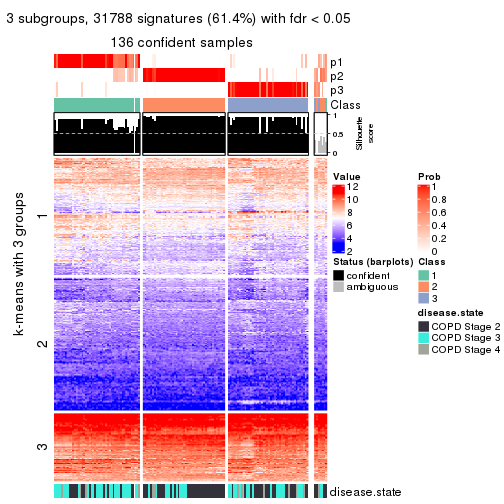 3 subgroups, 31788 signatures (61.4%) with fdr < 0.05
136 confident samples
p1
p2
p3
Class
1
0.5
0
Silhouette
score
k-means with 3 groups
1
2
3
disease.state
Value
12
10
8
6
4
2
Prob
1
0.8
0.6
0.4
0.2
0
Status (barplots)
confident
ambiguous
Class
1
2
3
disease.state
COPD Stage 2
COPD Stage 3
COPD Stage 4